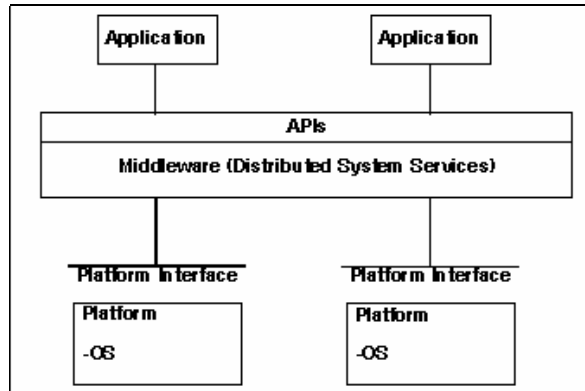 Application Application
APIs
Middleware (Distributed System Services)
Platform Interface Platform Interface
Platform Platform
-OS -OS